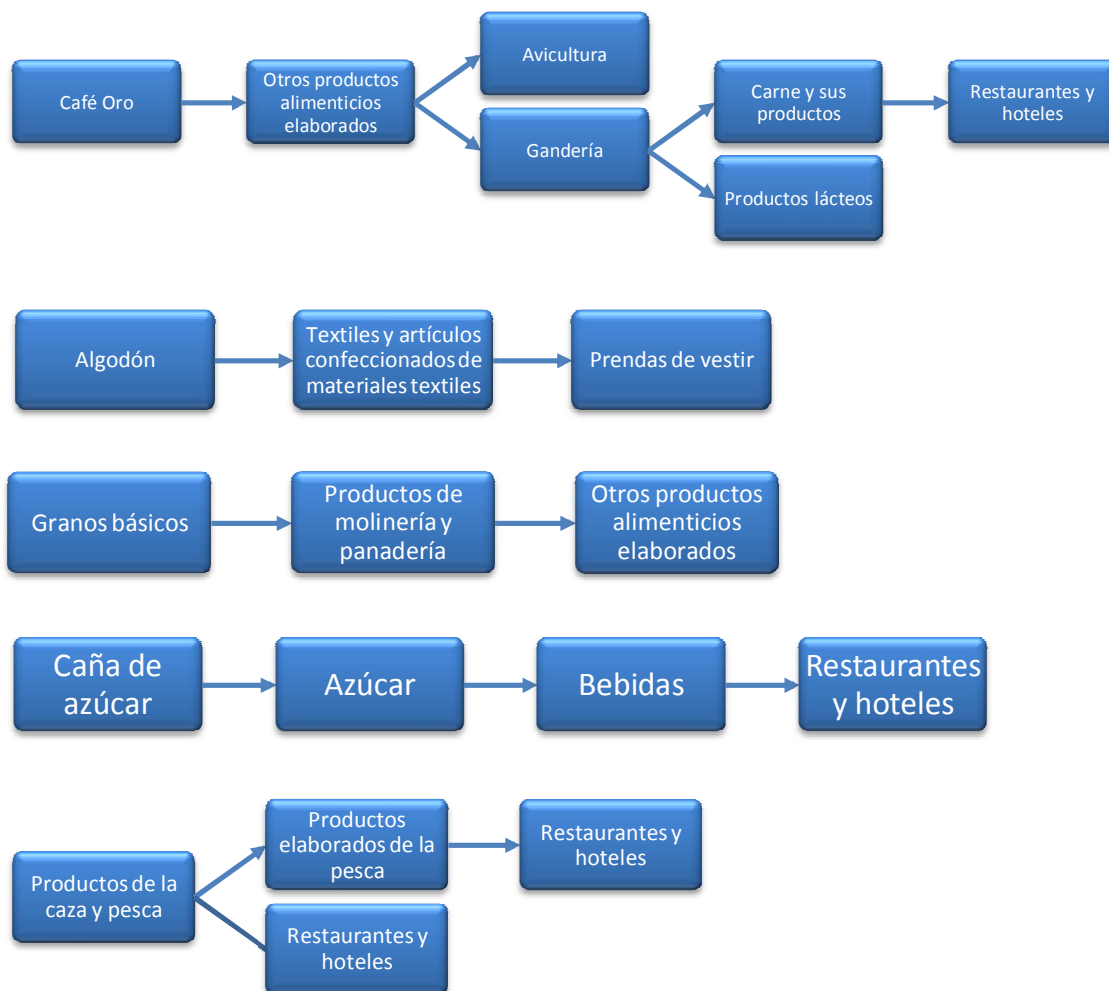 Café Oro
Otros productos
alimenticios
elaborados
Avicultura
Gandería
Carne y sus
productos
Productos lácteos
Restaurantes y
hoteles
Algodón
Textiles y artículos
confeccionados de
materiales textiles
Prendas de vestir
Granos básicos
Productos de
molinería y
panadería
Otros productos
alimenticios
elaborados
Caña de
azúcar
Azúcar
Bebidas
Restaurantes
y hoteles
Productos de la
caza y pesca
Productos
elaborados de la
pesca
Restaurantes y
hoteles
Restaurantes y
hoteles